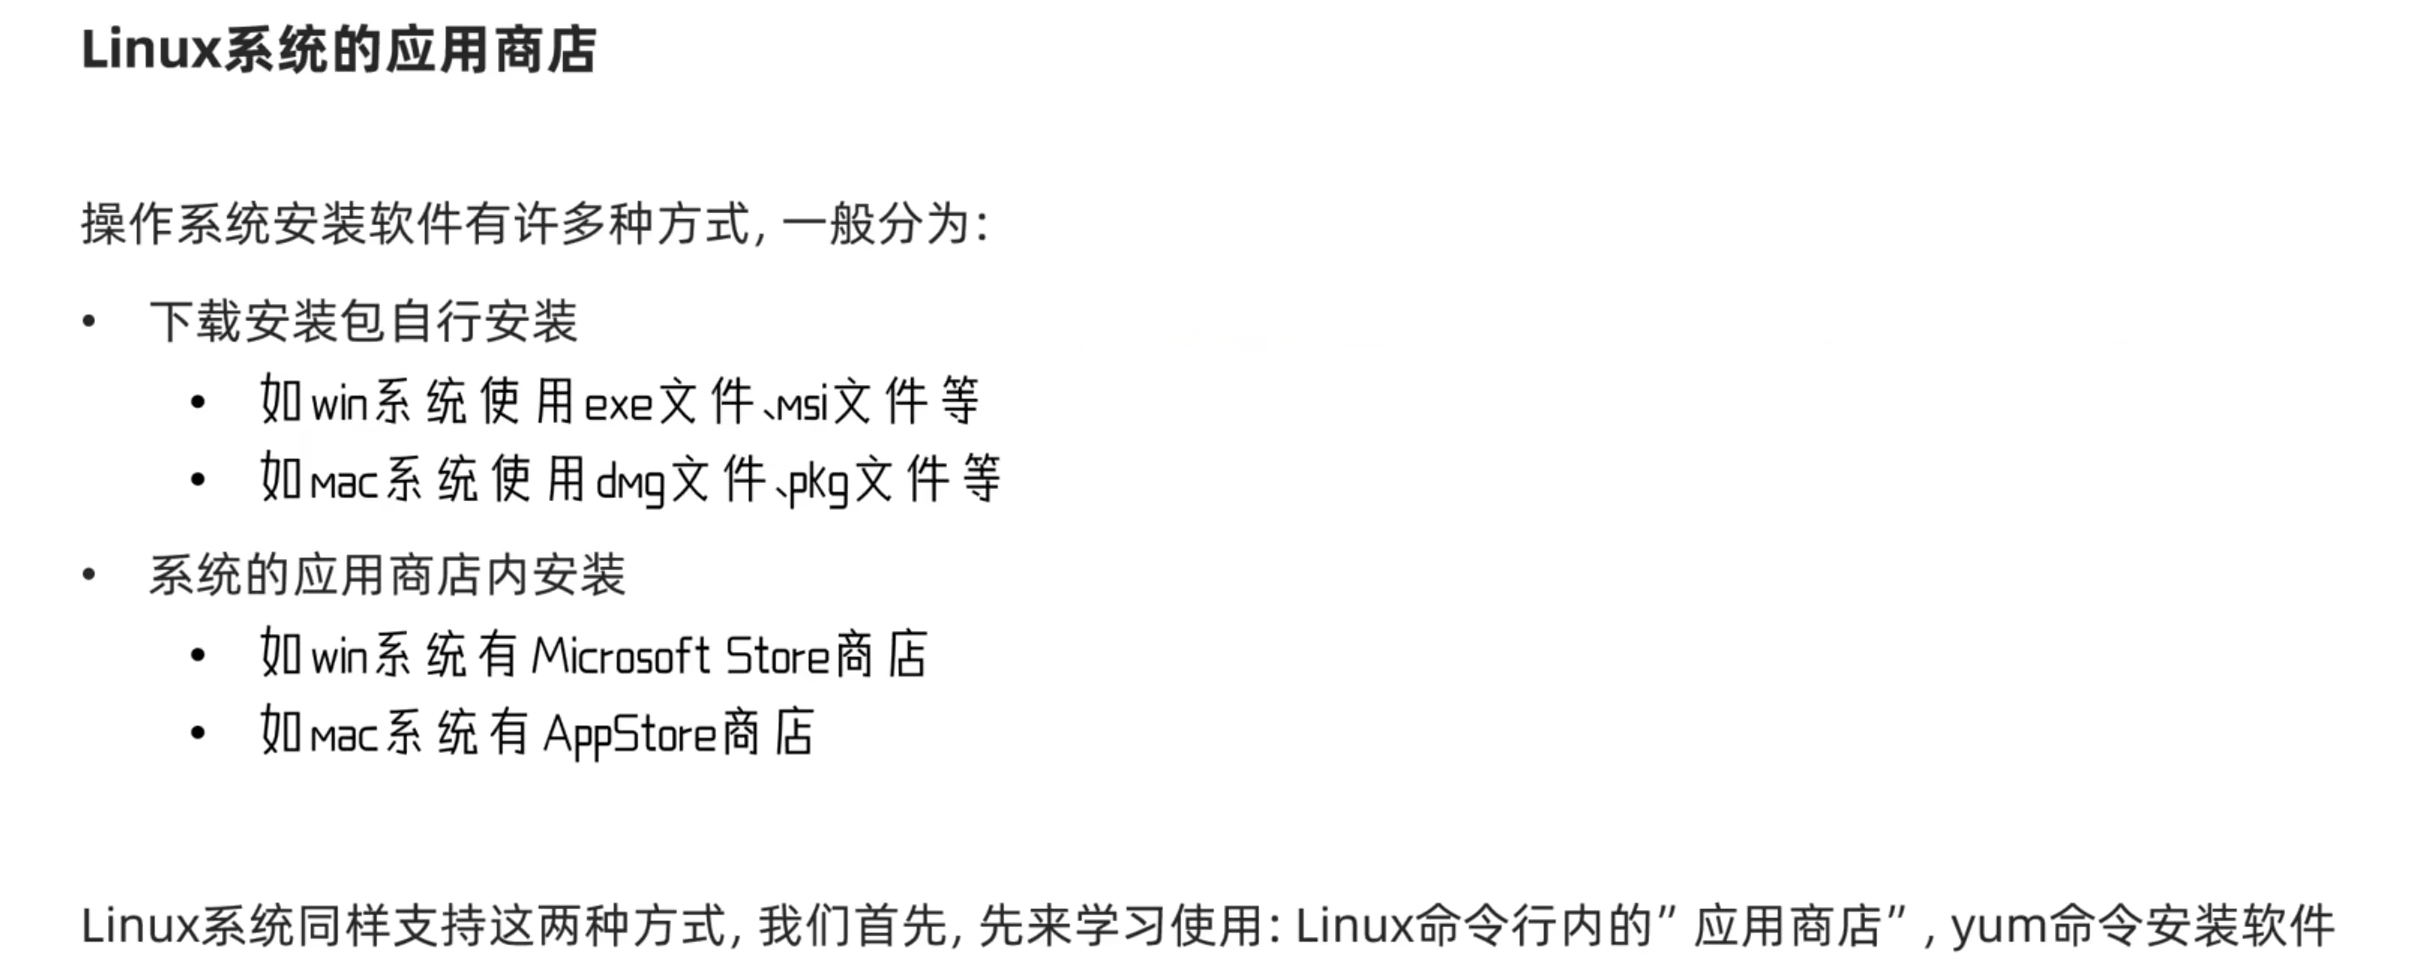 Linux系统的应用商店
操作系统安装软件有许多种方式, 一般分为:
• 下载安装包自行安装
• 如win系统使用exe文件、msi文件等
• 如mac系统使用dmg文件、pkg文件等
• 系统的应用商店内安装
• 如win系统有Microsoft Store商店
• 如mac系统有AppStore商店
Linux系统同样支持这两种方式, 我们首先, 先来学习使用: Linux命令行内的” 应用商店” , yum命令安装软件